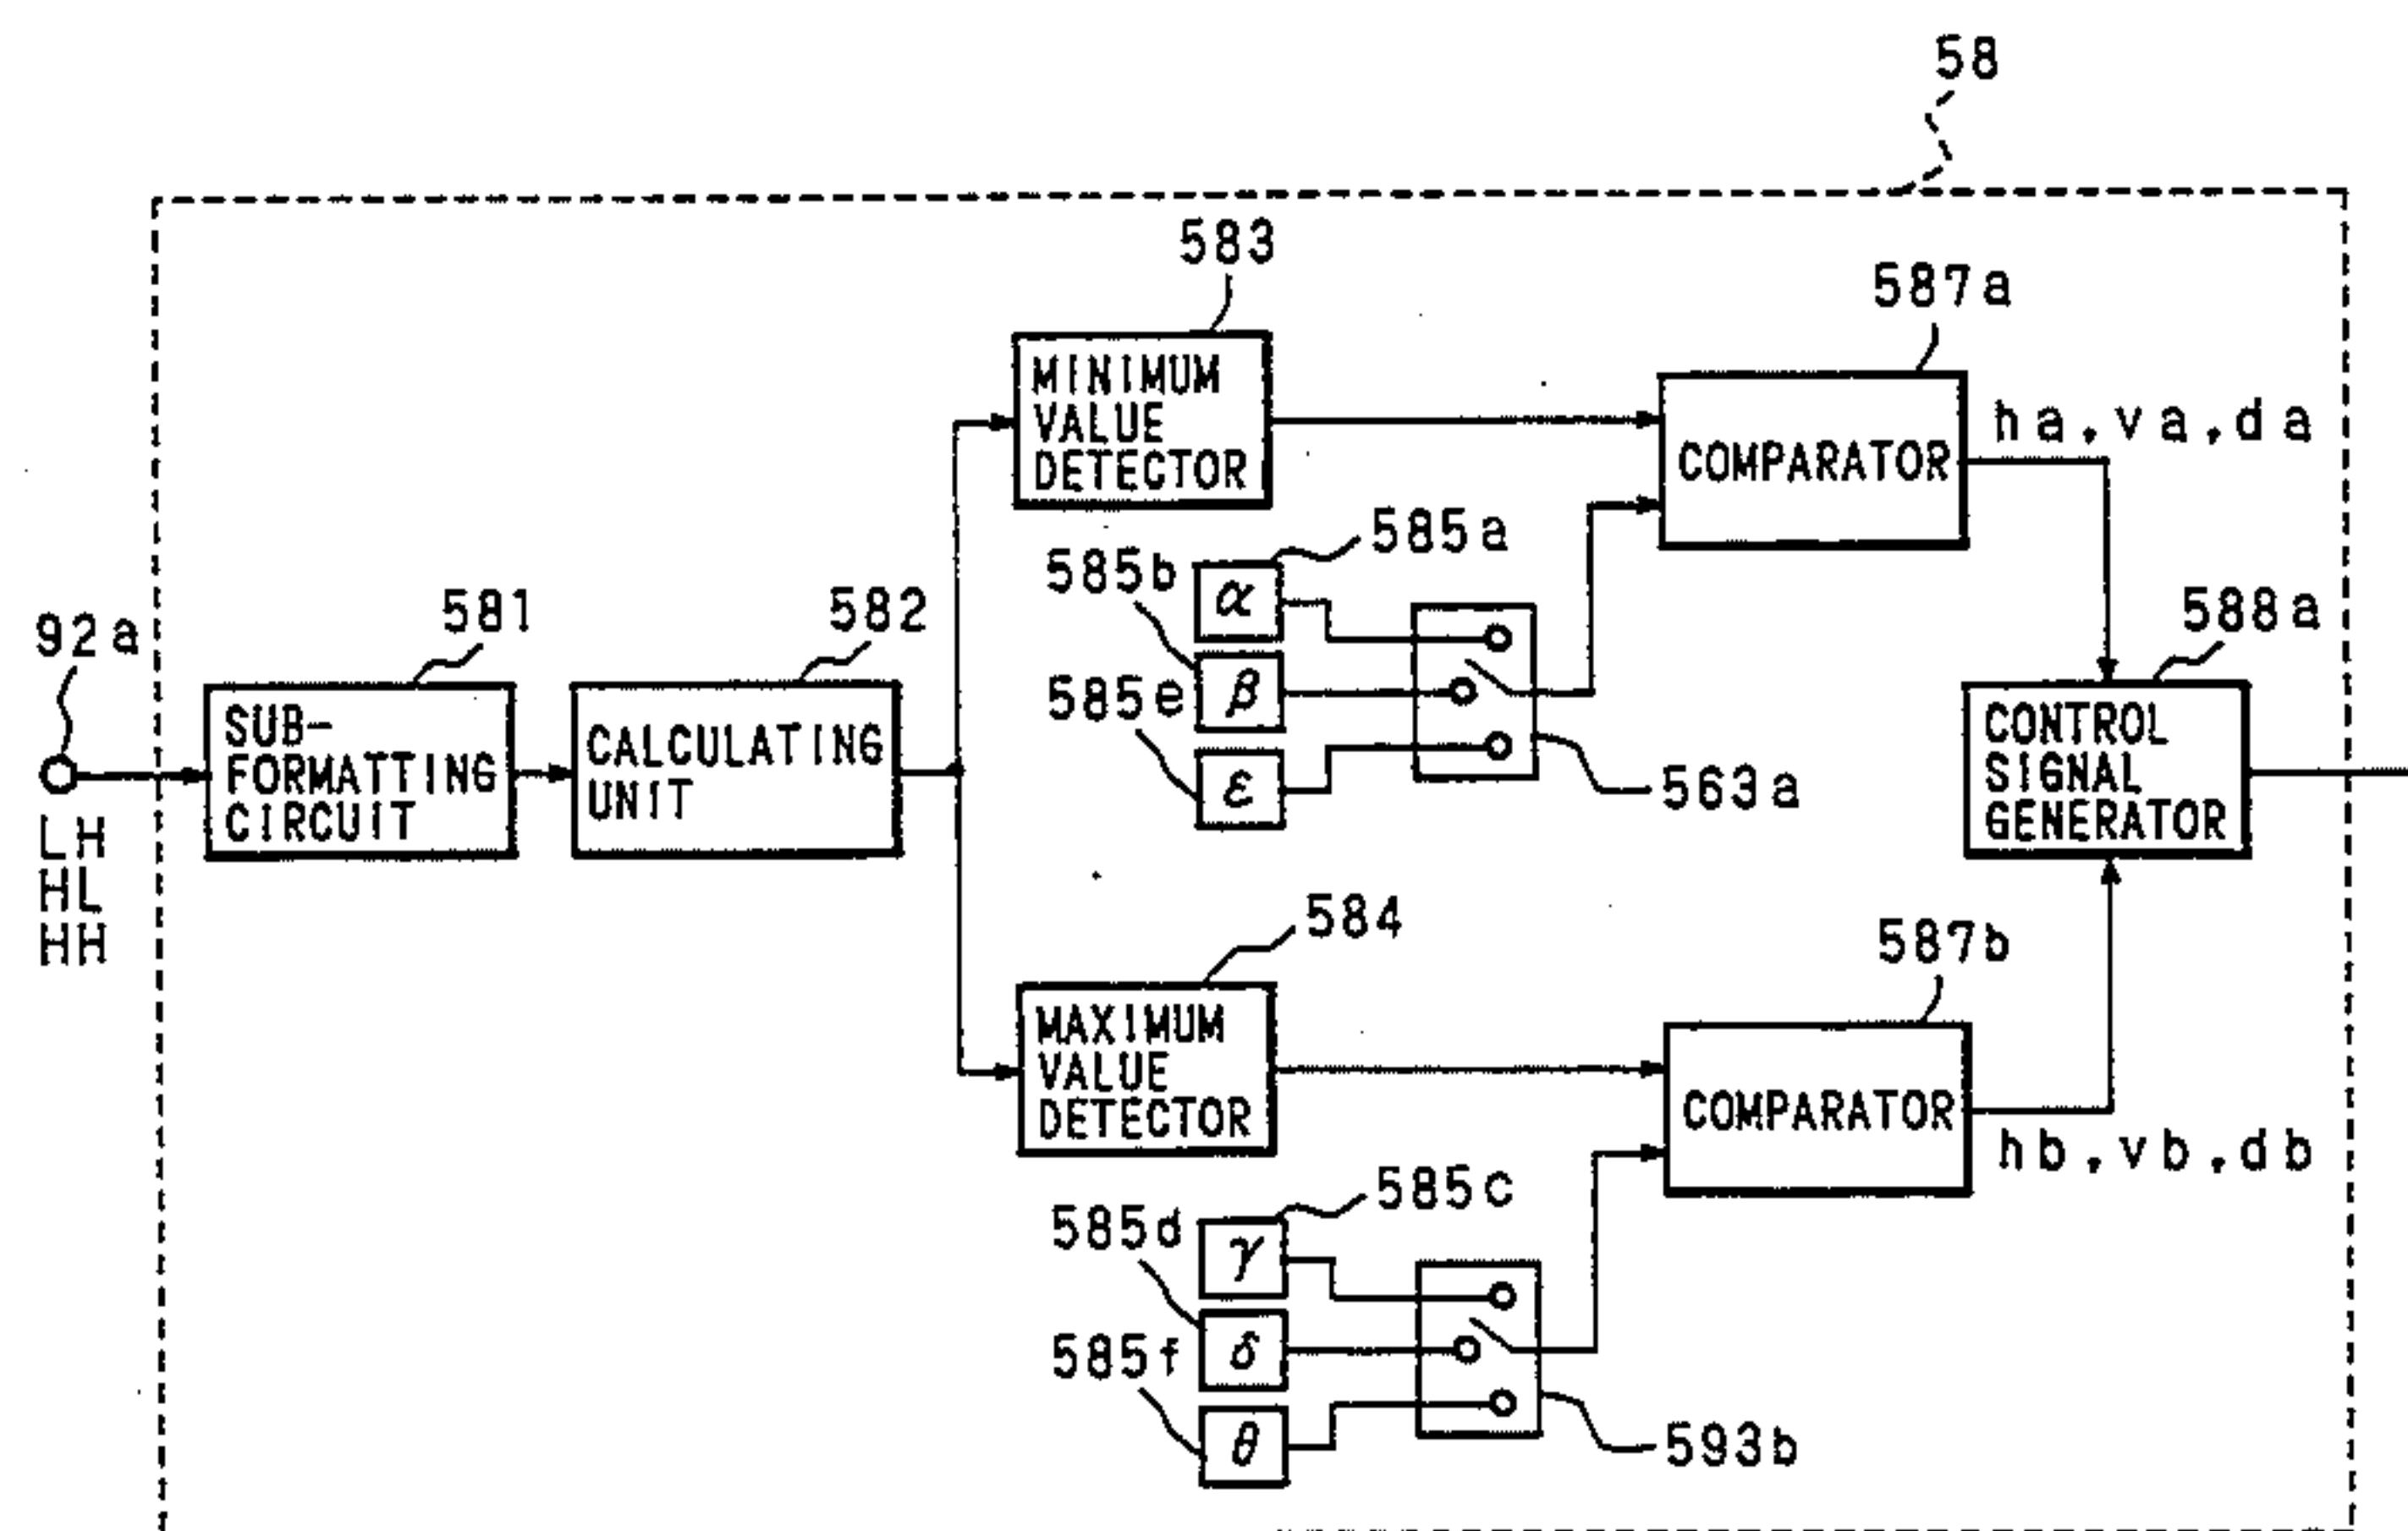 58
583
MINIMUM
VALUE
DETECTOR
587a
COMPARATOR
ha,va,da
585a
585b
α
585e
β
ε
563a
92a
581
SUB-
FORMATTING
CIRCUIT
582
CALCULATING
UNIT
LH
HL
HH
588a
CONTROL
SIGNAL
GENERATOR
584
MAXIMUM
VALUE
DETECTOR
587b
COMPARATOR
hb,vb,db
585c
585d
γ
585f
δ
θ
593b